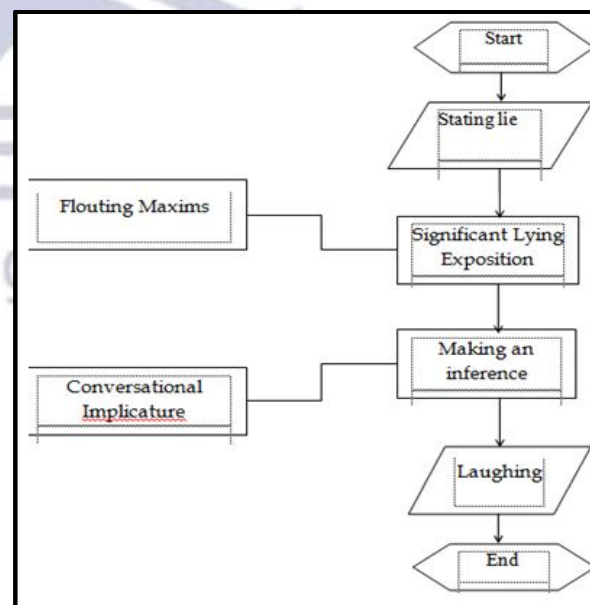 Start
Stating lie
Flouting Maxims
Significant Lying
Exposition
Making an
inference
Conversational
Implicature
Laughing
End